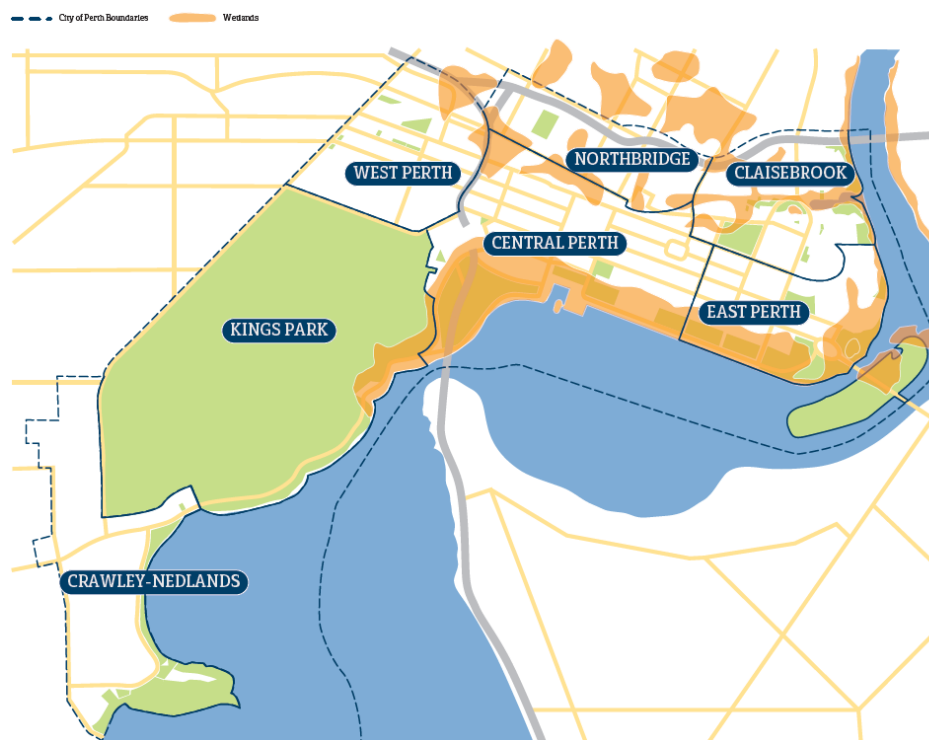 City of Perth Boundaries
Wetlands
NORTHBRIDGE
WEST PERTH
CLAISEBROOK
CENTRAL PERTH
EAST PERTH
KINGS PARK
CRAWLEY-NEDLANDS